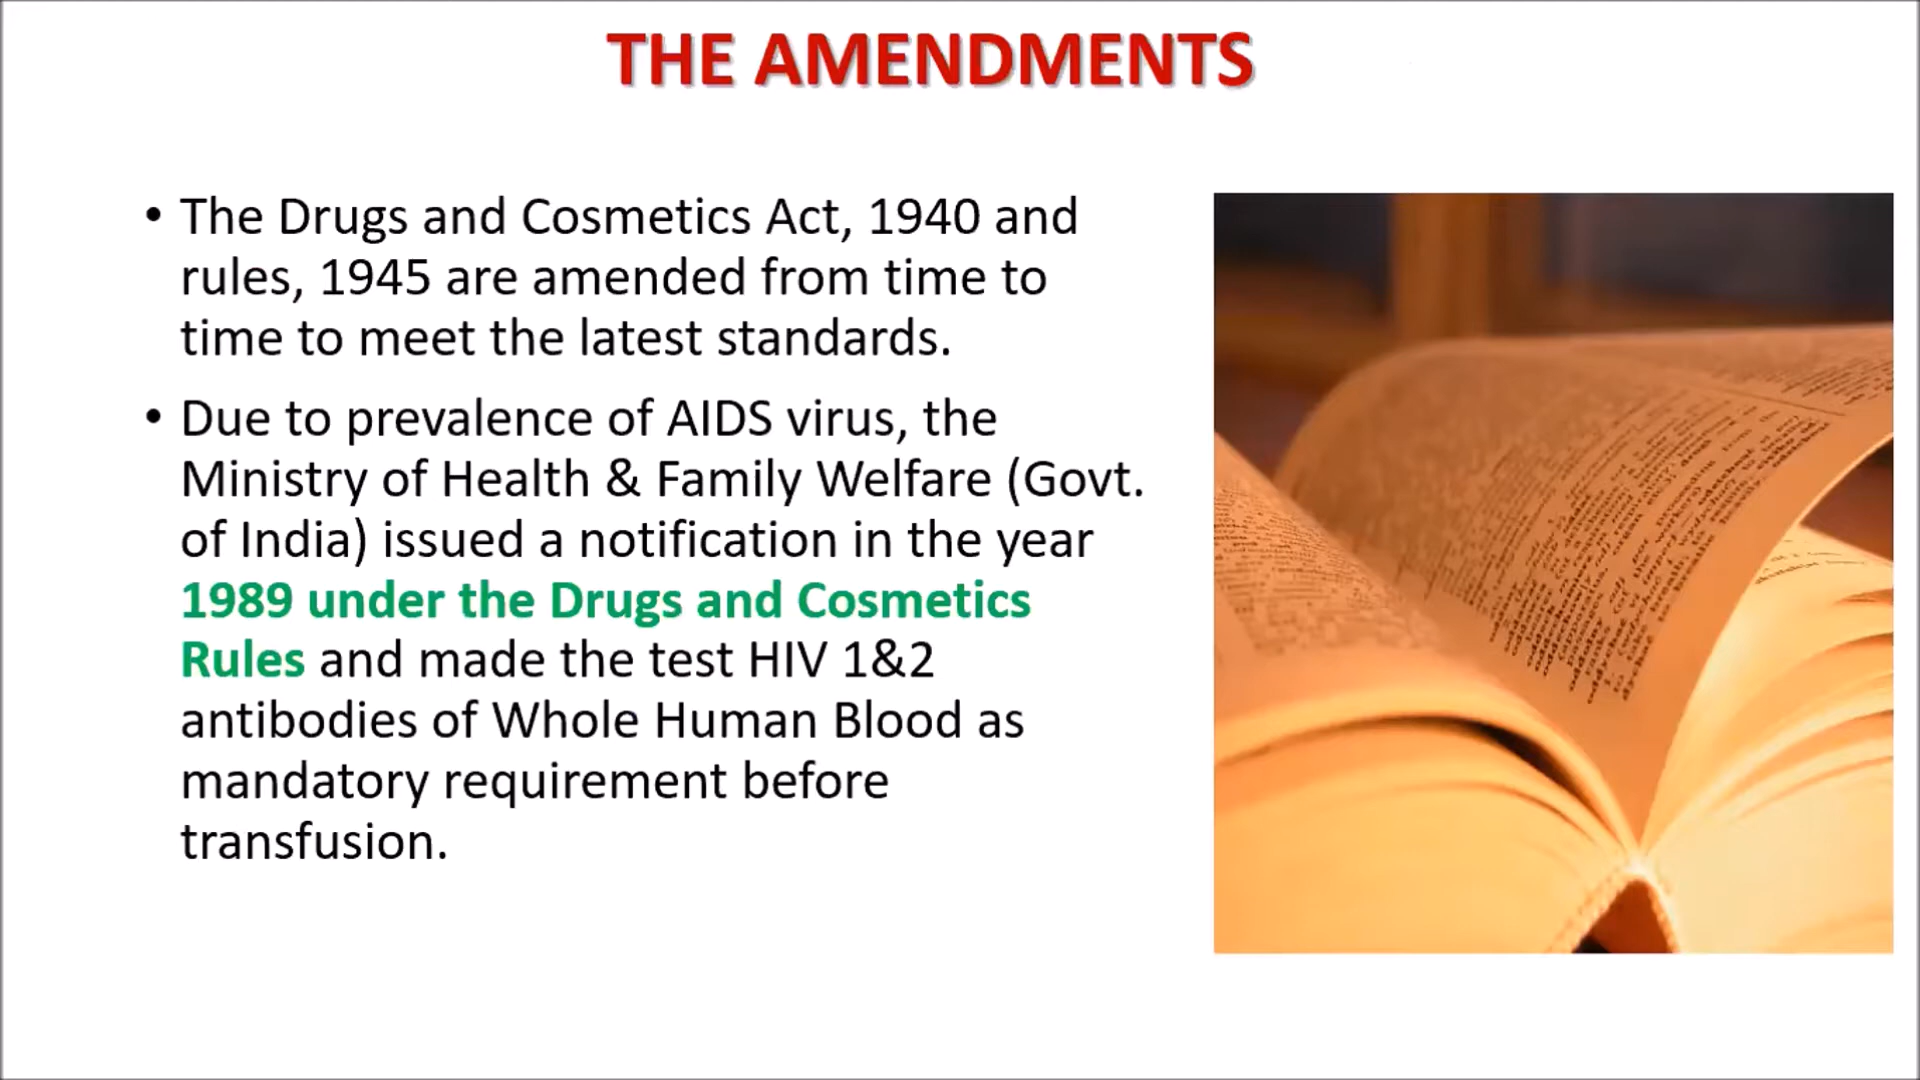 THE AMENDMENTS
• The Drugs and Cosmetics Act, 1940 and
rules, 1945 are amended from time to
time to meet the latest standards.
• Due to prevalence of AIDS virus, the
Ministry of Health & Family Welfare (Govt.
of India) issued a notification in the year
1989 under the Drugs and Cosmetics
Rules and made the test HIV 1&2
antibodies of Whole Human Blood as
mandatory requirement before
transfusion.